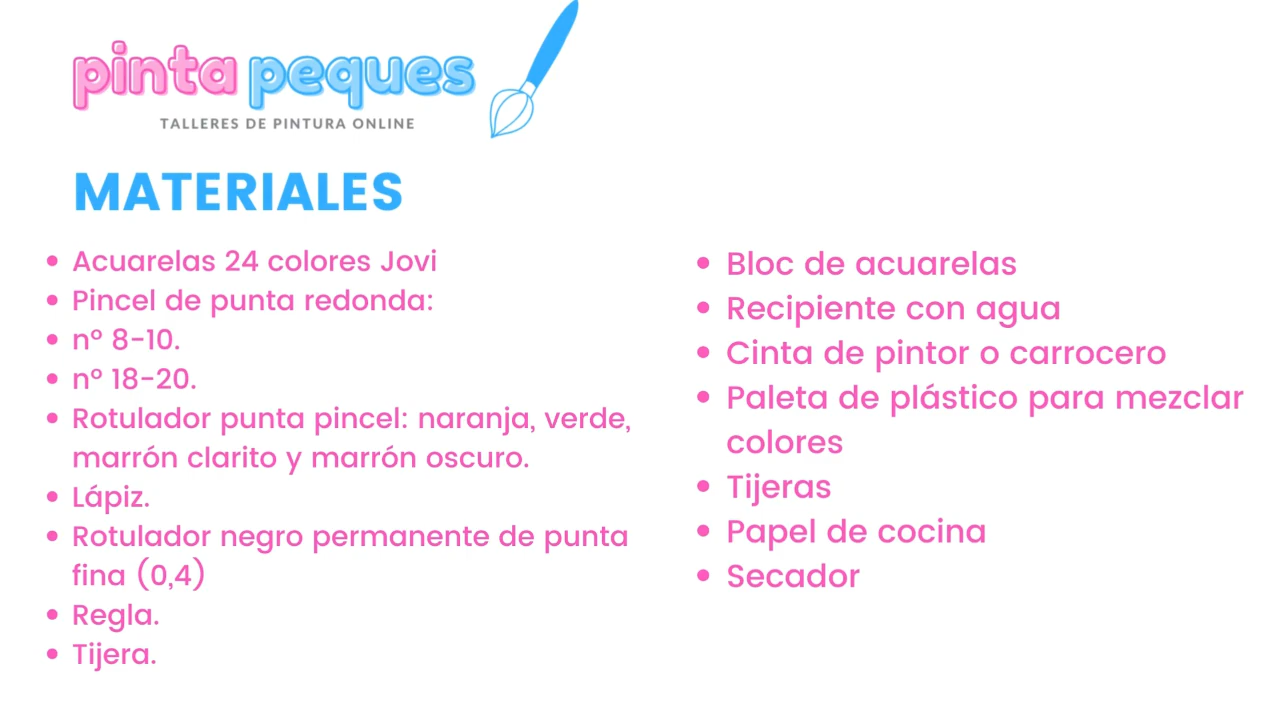 pinta peques
TALLERES DE PINTURA ONLINE
MATERIALES
• Acuarelas 24 colores Jovi
• Pincel de punta redonda:
• nº 8-10.
• nº 18-20.
• Rotulador punta pincel: naranja, verde,
marrón clarito y marrón oscuro.
• Lápiz.
• Rotulador negro permanente de punta
fina (0,4)
• Regla.
• Tijera.
• Bloc de acuarelas
• Recipiente con agua
• Cinta de pintor o carrocero
• Paleta de plástico para mezclar
colores
• Tijeras
• Papel de cocina
• Secador